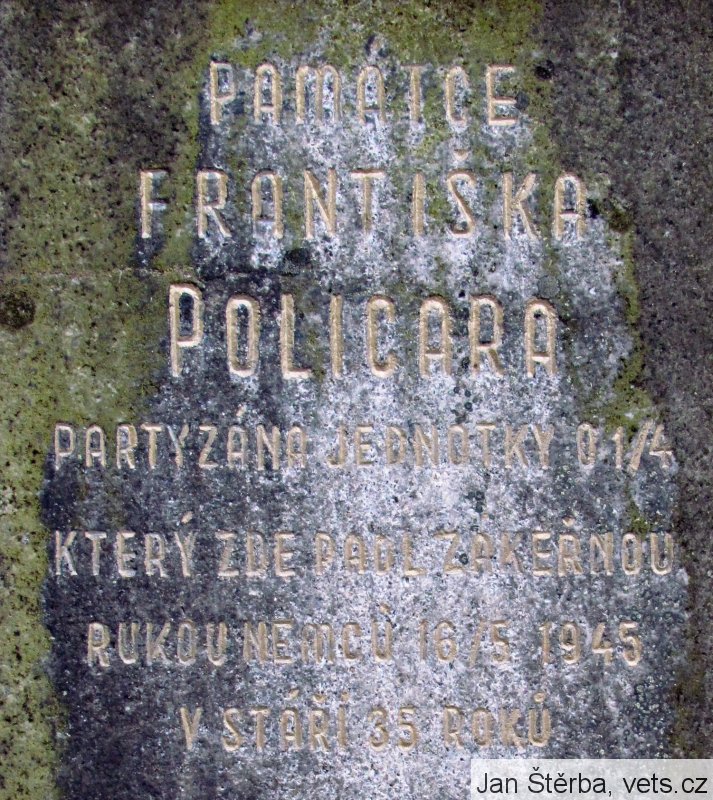 PAMÁTCE
FRANTIŠKA
POLICARA
PARTYZÁNA JEDNOTKY 01/4
KTERÝ ZDE PADL ZÁKEŘNOU
RUKOU NĚMCŮ 16/5 1945
V STÁŘÍ 35 ROKŮ
Jan Štěrba, vets.cz